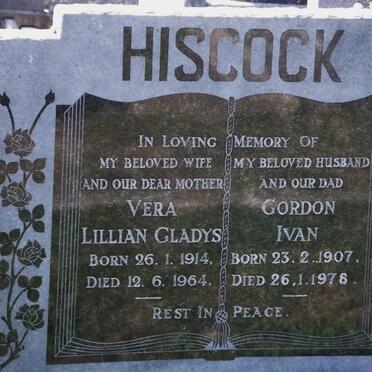 HISCOCK
IN LOVING MEMORY OF
MY BELOVED WIFE MY BELOVED HUSBAND
AND OUR DEAR MOTHER AND OUR DAD
VERA GORDON
LILLIAN GLADYS IVAN
BORN 26. 1. 1914, BORN 23. 2. 1907,
DIED 12. 6. 1964. DIED 26. 1. 1978.
REST IN PEACE.